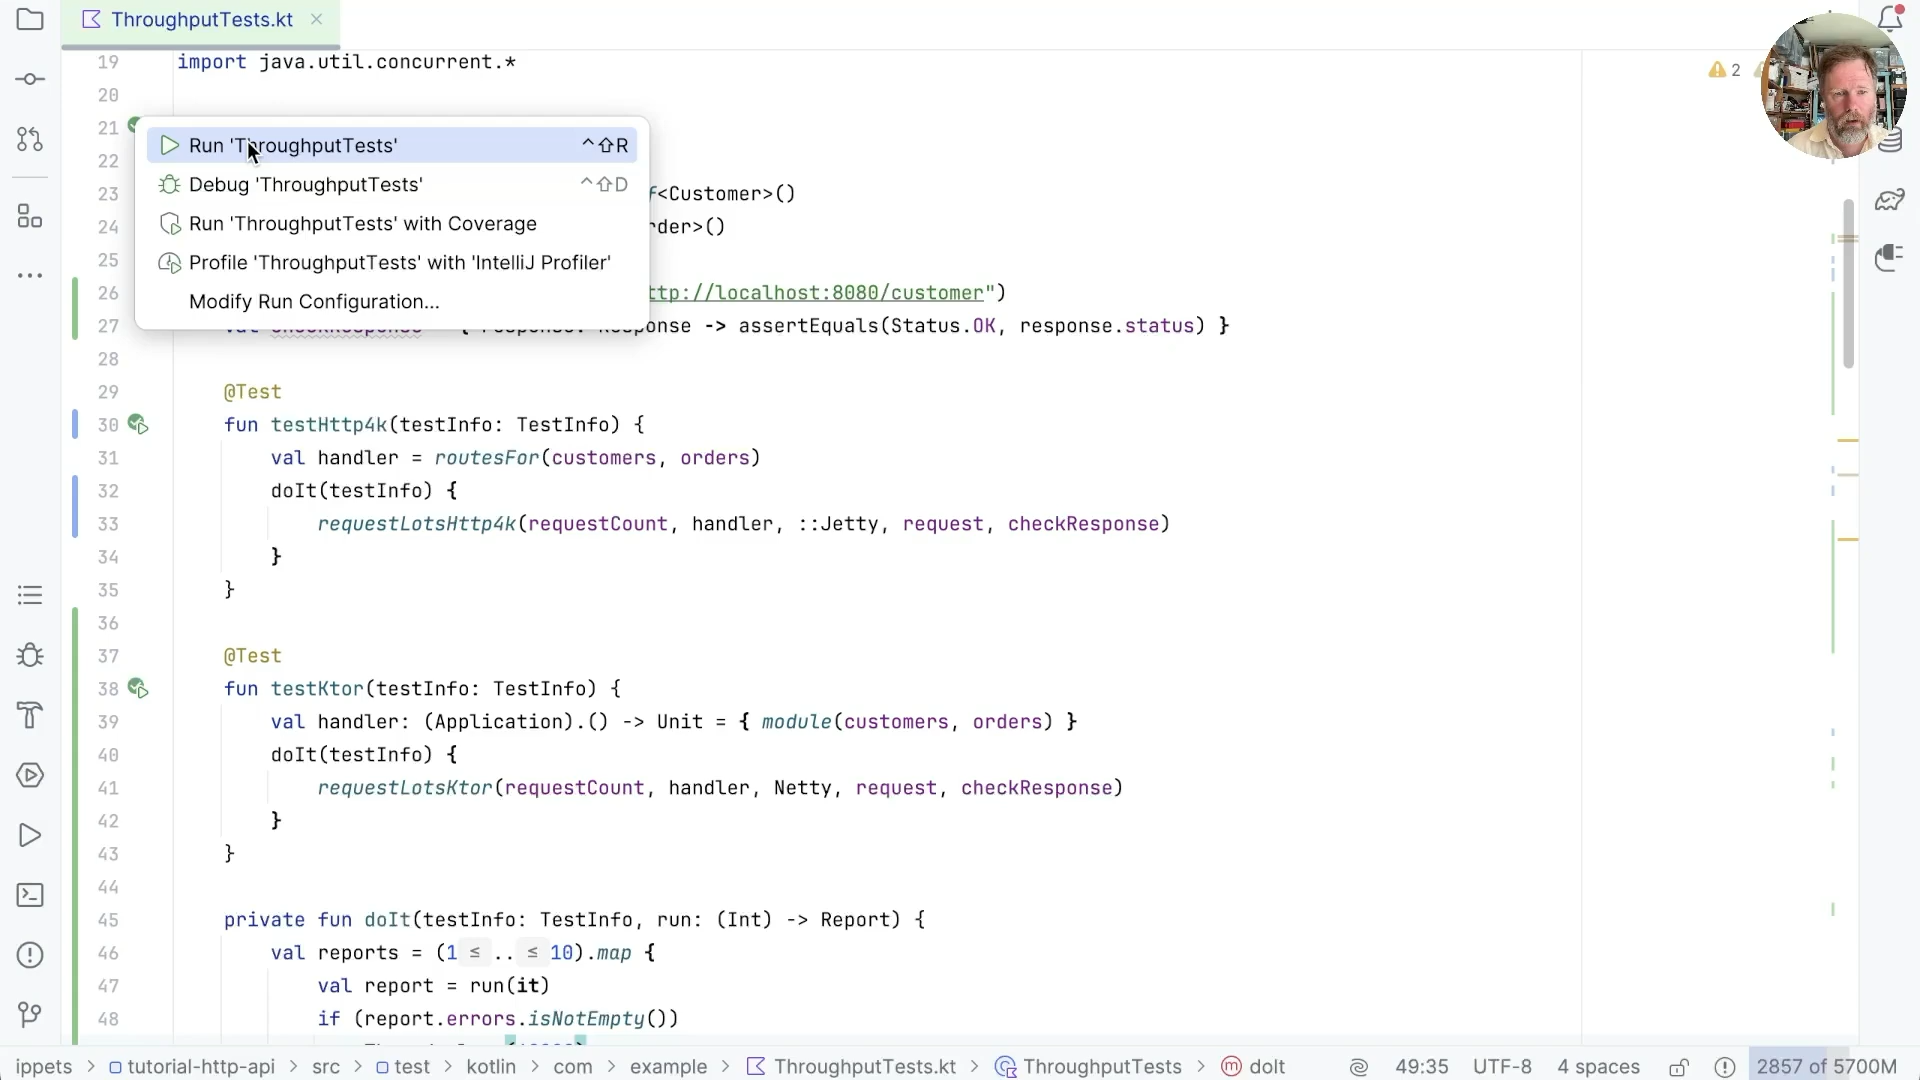 ThroughputTests.kt
19 import java.util.concurrent.*
2
20
21
Run 'ThroughputTests' ^⇧R
22
Debug 'ThroughputTests' ^⇧D
23 f<Customer>()
Run 'ThroughputTests' with Coverage
24 rder>()
25
Profile 'ThroughputTests' with 'IntelliJ Profiler'
26 ttp://localhost:8080/customer")
Modify Run Configuration...
27 val checkResponse = { response: Response -> assertEquals(Status.OK, response.status) }
28
29 @Test
30 fun testHttp4k(testInfo: TestInfo) {
31 val handler = routesFor(customers, orders)
32 doIt(testInfo) {
33 requestLotsHttp4k(requestCount, handler, ::Jetty, request, checkResponse)
34 }
35 }
36
37 @Test
38 fun testKtor(testInfo: TestInfo) {
39 val handler: (Application).() -> Unit = { module(customers, orders) }
40 doIt(testInfo) {
41 requestLotsKtor(requestCount, handler, Netty, request, checkResponse)
42 }
43 }
44
45 private fun doIt(testInfo: TestInfo, run: (Int) -> Report) {
46 val reports = (1 ≤ .. ≤ 10).map {
47 val report = run(it)
48 if (report.errors.isNotEmpty())
ippets > tutorial-http-api > src > test > kotlin > com > example > ThroughputTests.kt > ThroughputTests > doIt 49:35 UTF-8 4 spaces 2857 of 5700M